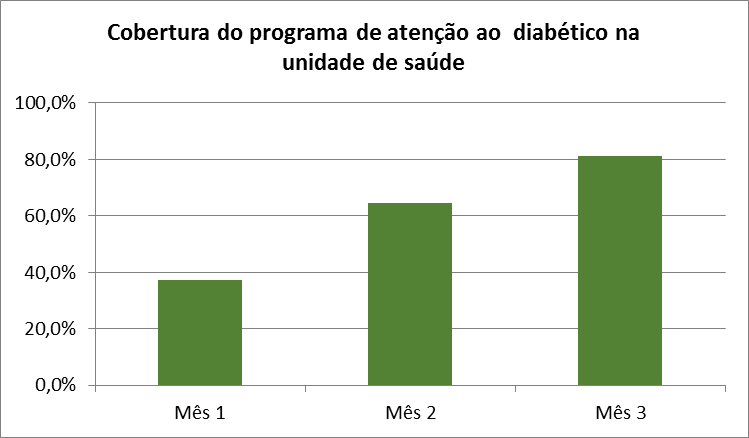 Cobertura do programa de atenção ao  diabético na
unidade de saúde
100,0%
80,0%
60,0%
40,0%
20,0%
0,0%
Mês 1
Mês 2
Mês 3